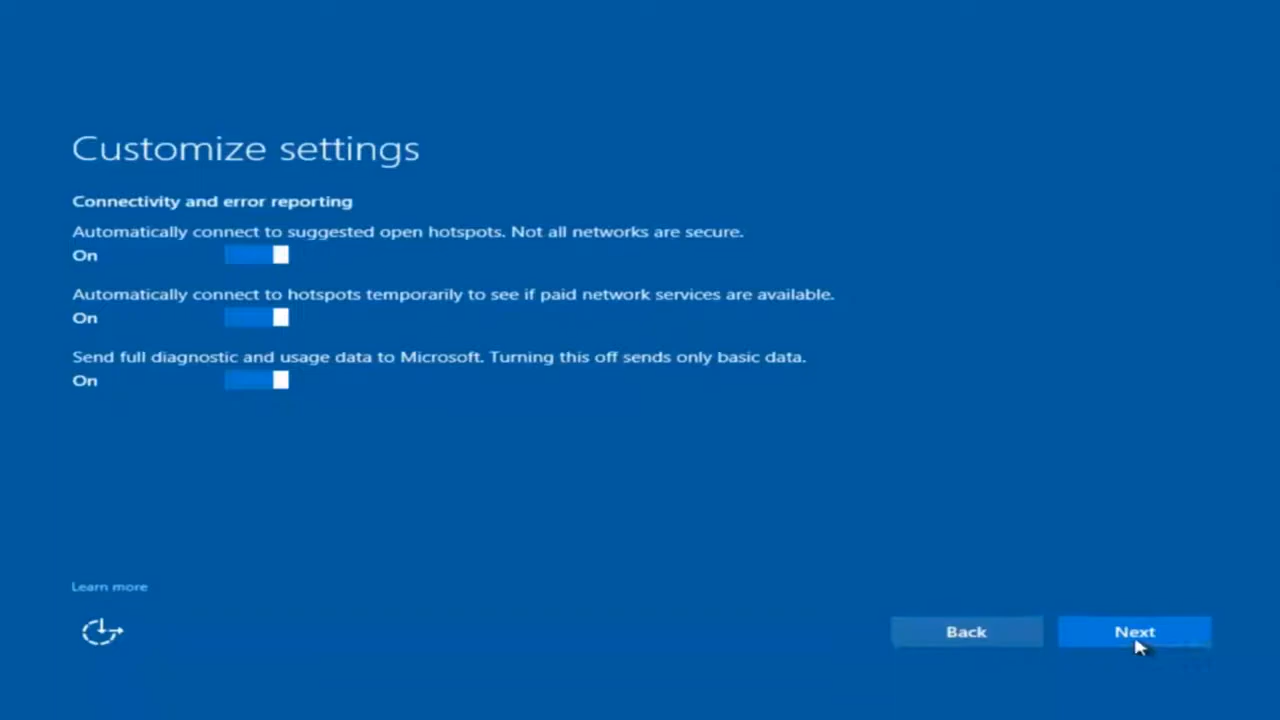 Customize settings
Connectivity and error reporting
Automatically connect to suggested open hotspots. Not all networks are secure.
On
Automatically connect to hotspots temporarily to see if paid network services are available.
On
Send full diagnostic and usage data to Microsoft. Turning this off sends only basic data.
On
Learn more
Back
Next